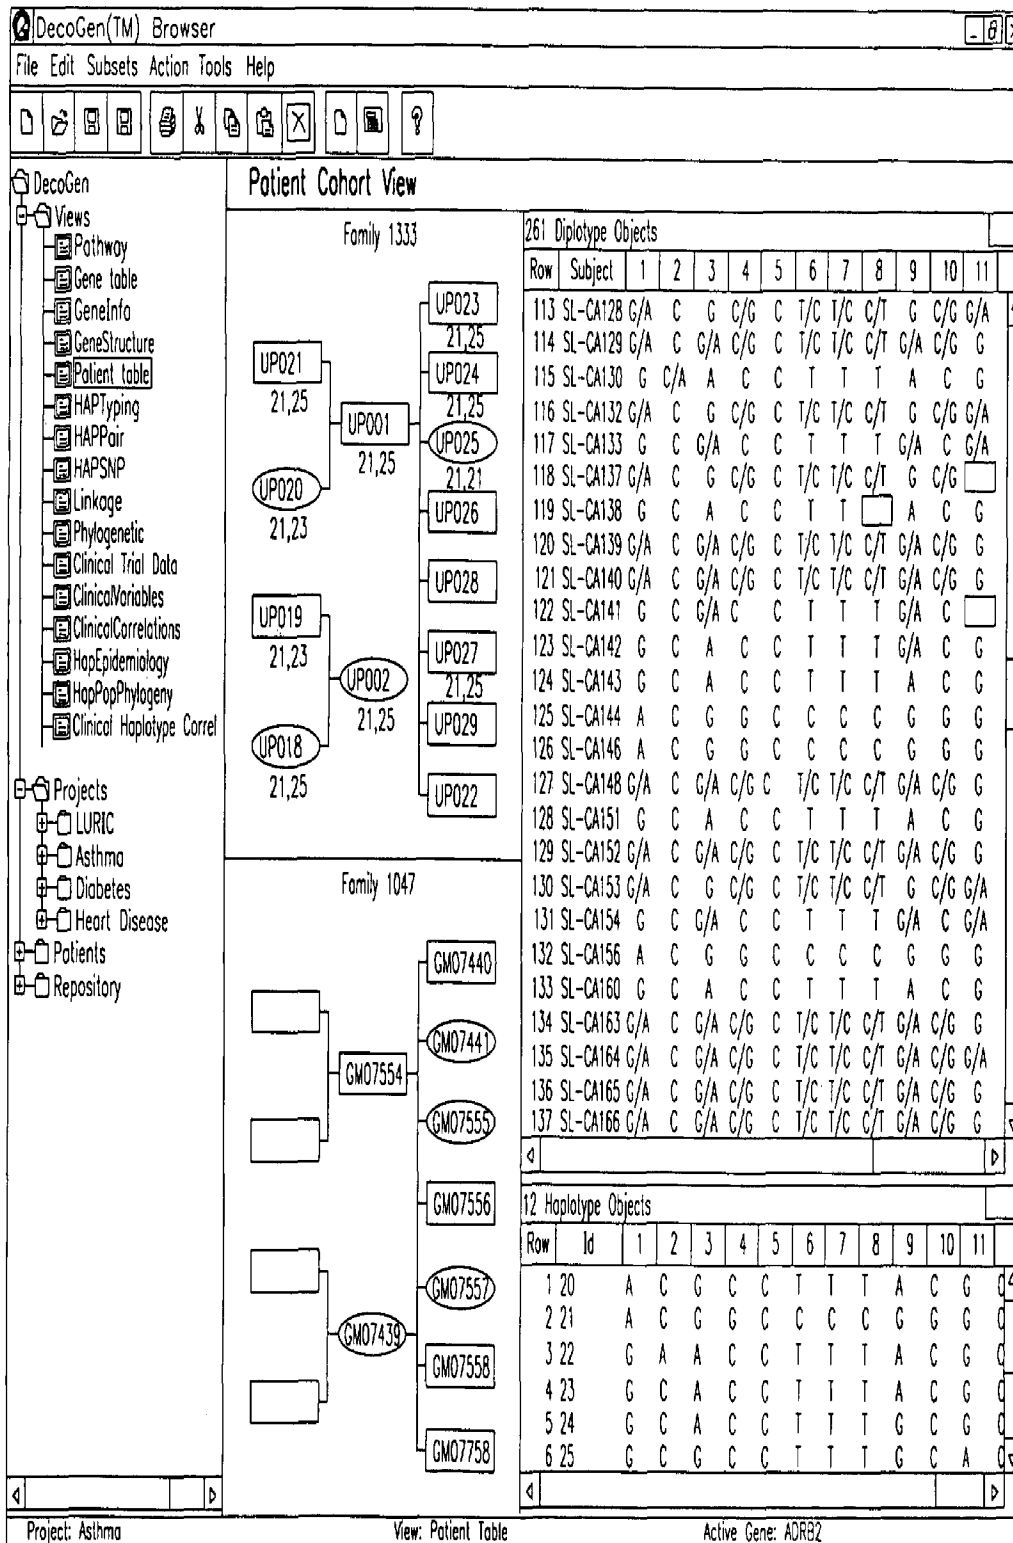 DecoGen(TM) Browser
File Edit Subsets Action Tools Help
DecoGen
Views
Pathway
Gene table
GeneInfo
GeneStructure
Patient table
HAPTyping
HAPPair
HAPSNP
Linkage
Phylogenetic
Clinical Trial Data
ClinicalVariables
ClinicalCorrelations
HapEpidemiology
HapPopPhylogeny
Clinical Haplotype Correl
Projects
LURIC
Asthma
Diabetes
Heart Disease
Patients
Repository
Patient Cohort View
Family 1333
UP021
21,25
UP020
21,23
UP019
21,23
UP018
21,25
UP001
21,25
UP002
21,25
UP023
21,25
UP024
21,25
UP025
21,21
UP026
UP028
UP027
21,25
UP029
UP022
Family 1047
GM07554
GM07439
GM07440
GM07441
GM07555
GM07556
GM07557
GM07558
GM07758
261 Diplotype Objects
Row Subject 1 2 3 4 5 6 7 8 9 10 11
113 SL-CA128 G/A C G C/G C T/C T/C C/T G C/G G/A
114 SL-CA129 G/A C G/A C/G C T/C T/C C/T G/A C/G G
115 SL-CA130 G C/A A C C T T T A C G
116 SL-CA132 G/A C G C/G C T/C T/C C/T G C/G G/A
117 SL-CA133 G C G/A C C T T T G/A C G/A
118 SL-CA137 G/A C G C/G C T/C T/C C/T G C/G
119 SL-CA138 G C A C C T T A C G
120 SL-CA139 G/A C G/A C/G C T/C T/C C/T G/A C/G G
121 SL-CA140 G/A C G/A C/G C T/C T/C C/T G/A C/G G
122 SL-CA141 G C G/A C C T T T G/A C
123 SL-CA142 G C A C C T T T G/A C G
124 SL-CA143 G C A C C T T T A C G
125 SL-CA144 A C G G C C C C G G G
126 SL-CA146 A C G G C C C C G G G
127 SL-CA148 G/A C G/A C/G C T/C T/C C/T G/A C/G G
128 SL-CA151 G C A C C T T T A C G
129 SL-CA152 G/A C G/A C/G C T/C T/C C/T G/A C/G G
130 SL-CA153 G/A C G C/G C T/C T/C C/T G C/G G/A
131 SL-CA154 G C G/A C C T T T G/A C G/A
132 SL-CA156 A C G G C C C C G G G
133 SL-CA160 G C A C C T T T A C G
134 SL-CA163 G/A C G/A C/G C T/C T/C C/T G/A C/G G
135 SL-CA164 G/A C G/A C/G C T/C T/C C/T G/A C/G G/A
136 SL-CA165 G/A C G/A C/G C T/C T/C C/T G/A C/G G
137 SL-CA166 G/A C G/A C/G C T/C T/C C/T G/A C/G G
12 Haplotype Objects
Row Id 1 2 3 4 5 6 7 8 9 10 11
1 20 A C G C C T T T A C G
2 21 A C G G C C C C G G G
3 22 G A A C C T T T A C G
4 23 G C A C C T T T A C G
5 24 G C A C C T T T G C G
6 25 G C G C C T T T G C A
Project: Asthma
View: Patient Table
Active Gene: ADRB2